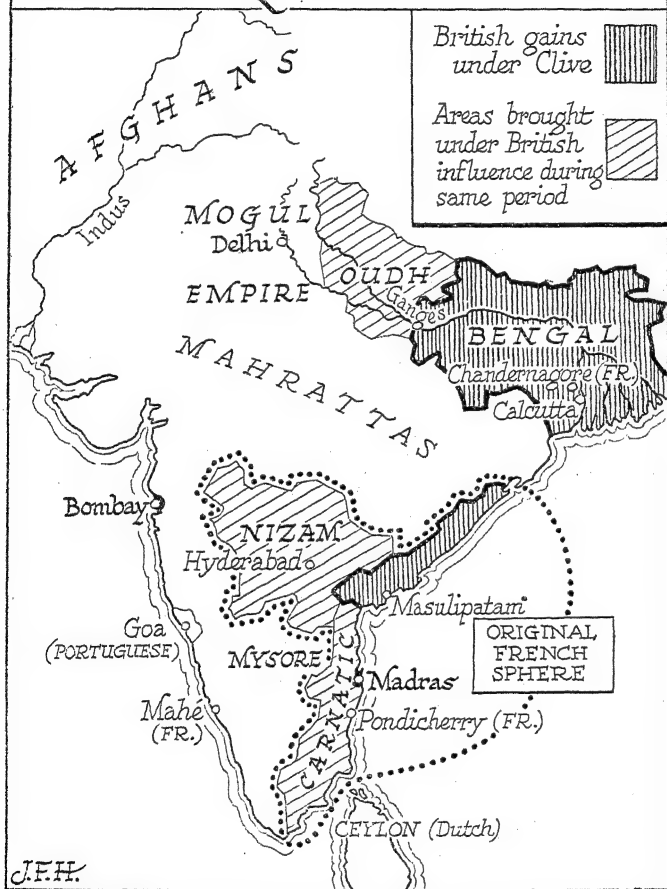 British gains
under Clive
Areas brought
under British
influence during
same period
AFGHANS
Indus
MOGUL
Delhi
EMPIRE
OUDH
Ganges
BENGAL
MAHRATTAS
Chandernagore (FR.)
Calcutta
Bombay
NIZAM
Hyderabad
Masulipatam
Goa
(PORTUGUESE)
MYSORE
ORIGINAL
FRENCH
SPHERE
CARNATIC
Madras
Mahé
(FR.)
Pondicherry (FR.)
CEYLON (Dutch)
J.F.H.